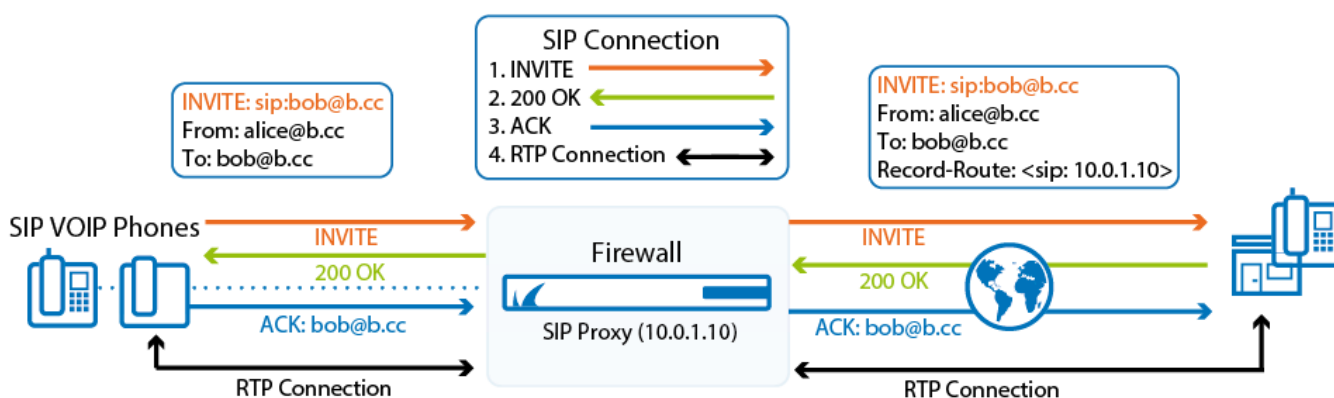 SIP Connection
1. INVITE
2. 200 OK
3. ACK
4. RTP Connection
INVITE: sip:bob@b.cc
From: alice@b.cc
To: bob@b.cc
INVITE: sip:bob@b.cc
From: alice@b.cc
To: bob@b.cc
Record-Route: <sip: 10.0.1.10>
SIP VOIP Phones
INVITE
200 OK
ACK: bob@b.cc
RTP Connection
Firewall
SIP Proxy (10.0.1.10)
INVITE
200 OK
ACK: bob@b.cc
RTP Connection